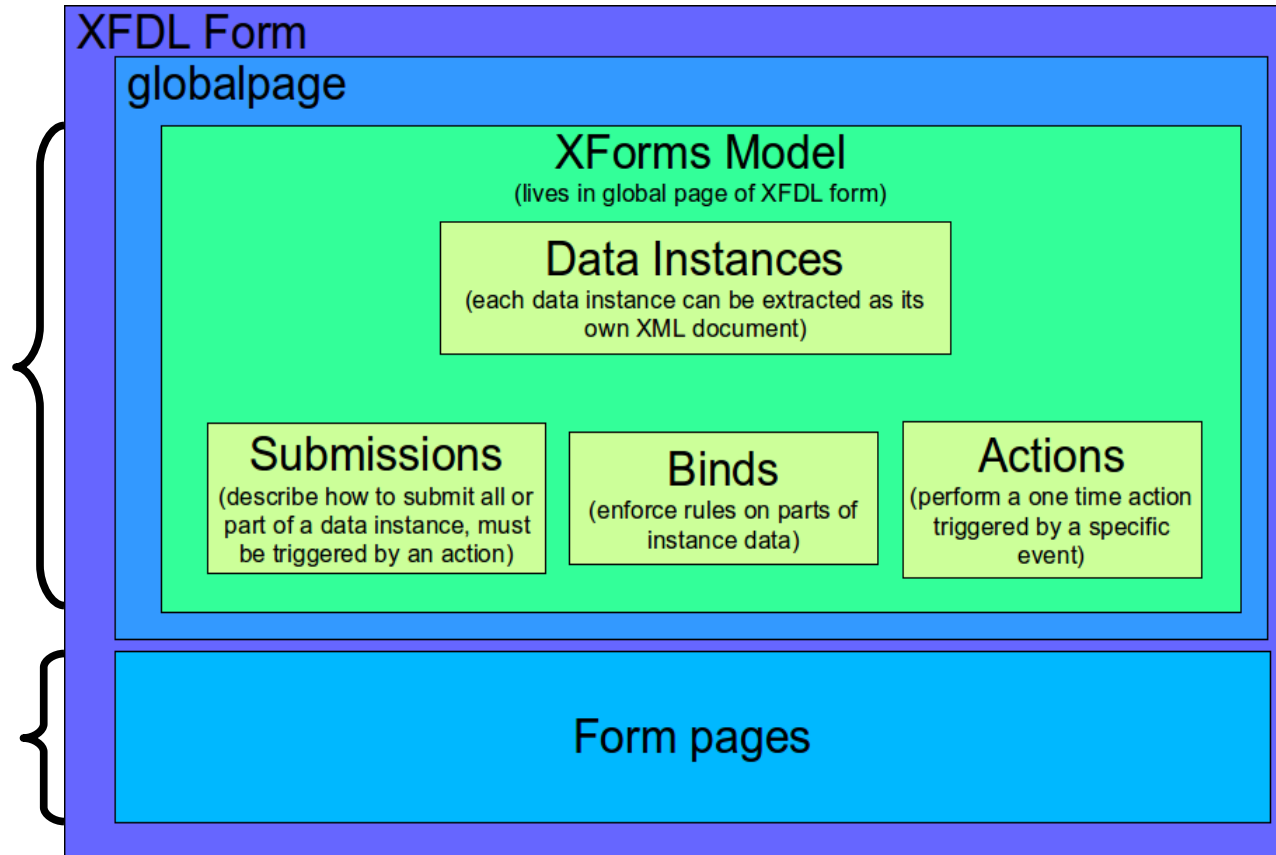 XFDL Form
globalpage
XForms Model
(lives in global page of XFDL form)
Data Instances
(each data instance can be extracted as its
own XML document)
Submissions
(describe how to submit all or
part of a data instance, must
be triggered by an action)
Binds
(enforce rules on parts of
instance data)
Actions
(perform a one time action
triggered by a specific
event)
Form pages